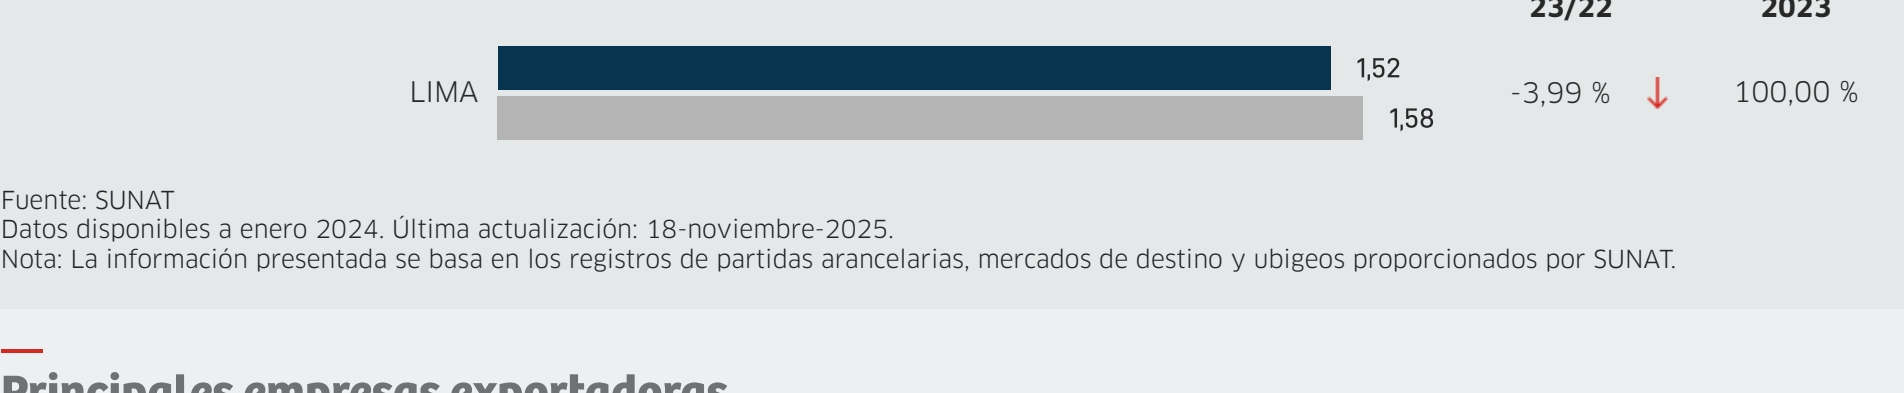 23/22 2023
1,52
LIMA -3,99 % 100,00 %
1,58
Fuente: SUNAT
Datos disponibles a enero 2024. Última actualización: 18-noviembre-2025.
Nota: La información presentada se basa en los registros de partidas arancelarias, mercados de destino y ubigeos proporcionados por SUNAT.
Principales empresas exportadoras